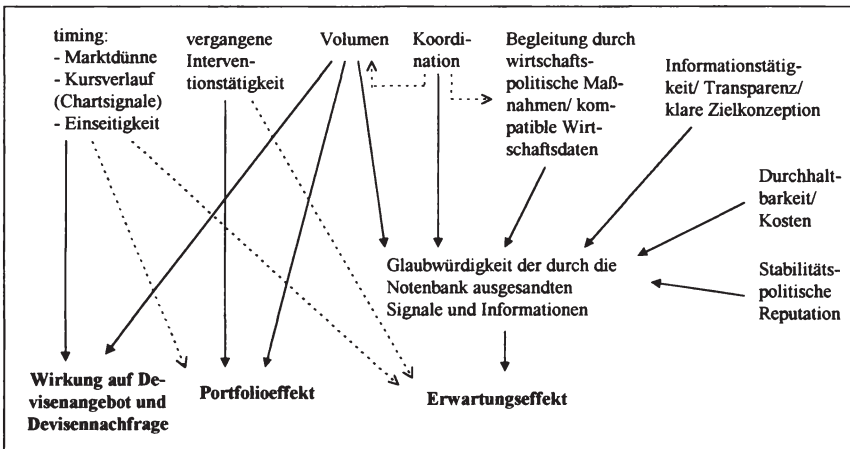 timing:
- Marktdünne
- Kursverlauf
(Chartsignale)
- Einseitigkeit
vergangene
Interven-
tionstätigkeit
Volumen
Koordi-
nation
Begleitung durch
wirtschafts-
politische Maß-
nahmen/ kom-
patible Wirt-
schaftsdaten
Informationstätig-
keit/ Transparenz/
klare Zielkonzeption
Durchhalt-
barkeit/
Kosten
Stabilitäts-
politische
Reputation
Glaubwürdigkeit der durch die
Notenbank ausgesandten
Signale und Informationen
Wirkung auf De-
visenangebot und
Devisennachfrage
Portfolioeffekt
Erwartungseffekt